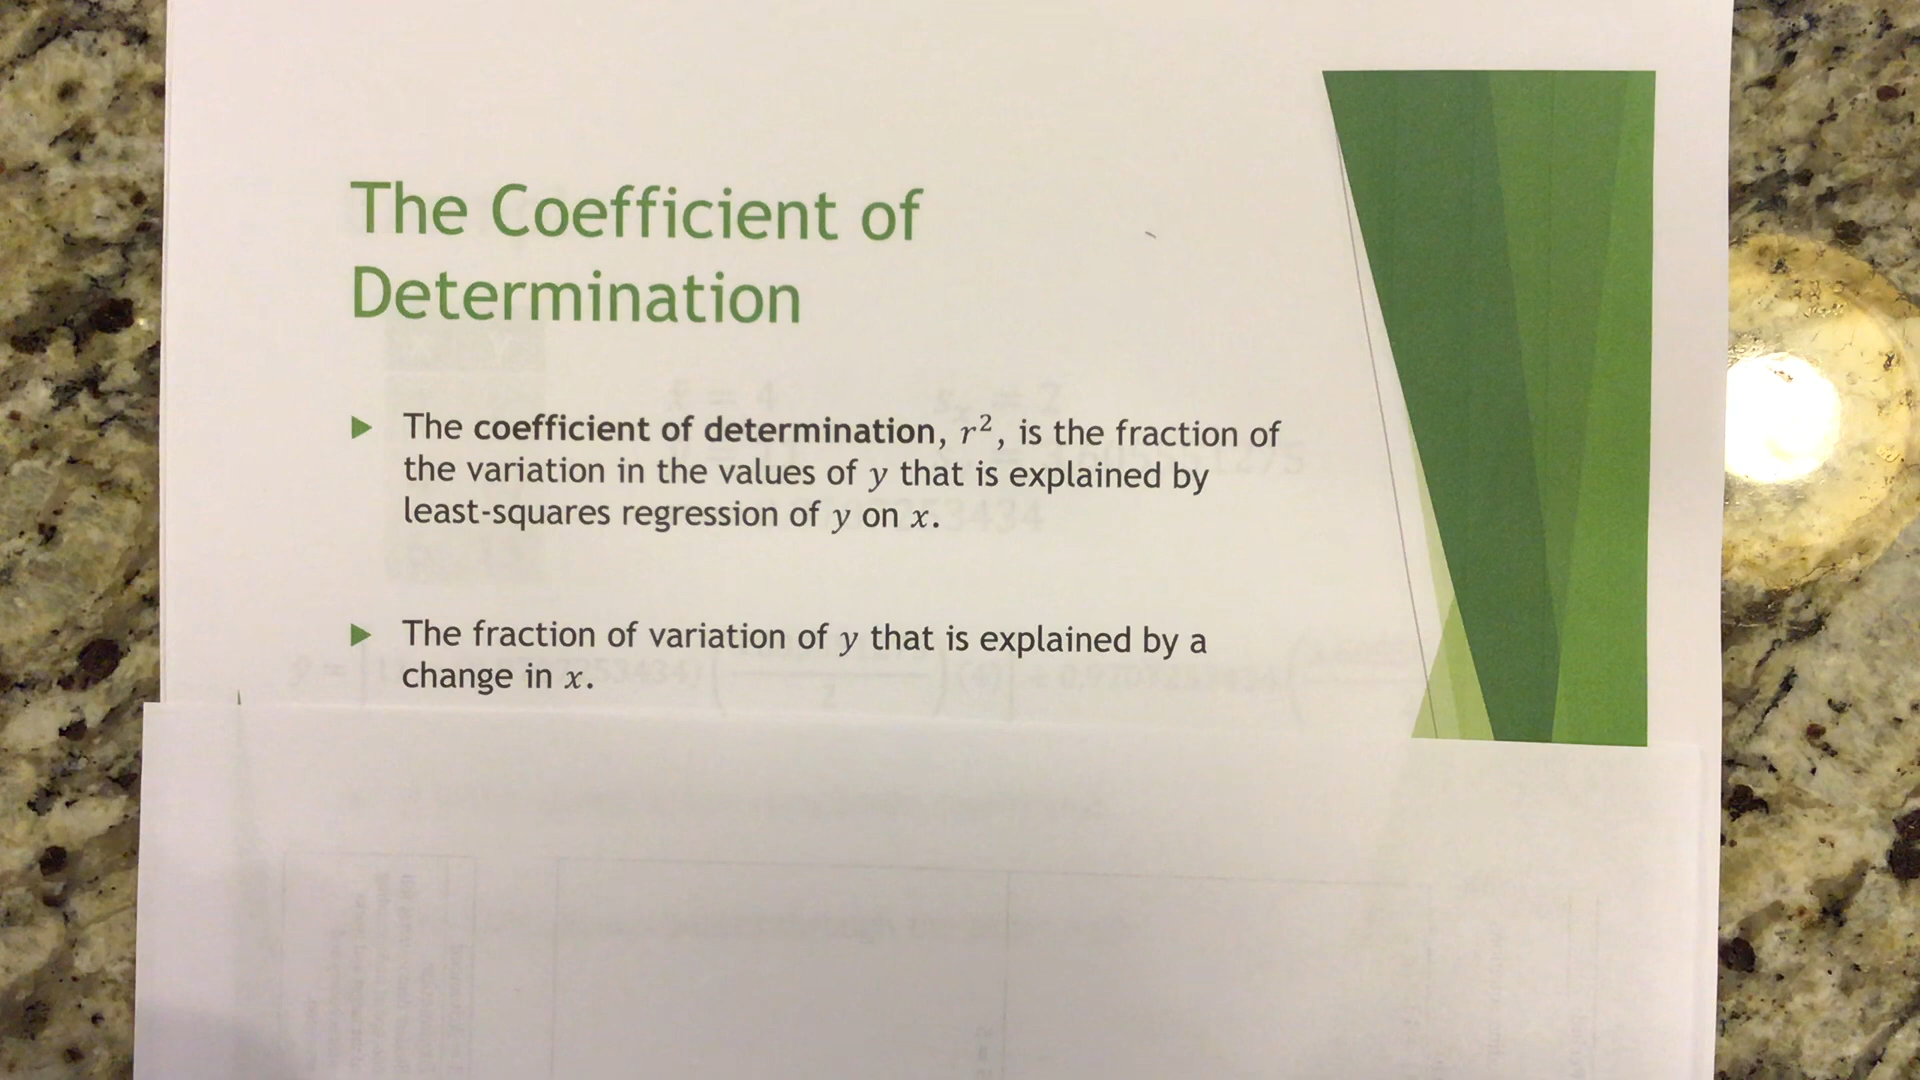 The Coefficient of
Determination
The coefficient of determination, r², is the fraction of
the variation in the values of y that is explained by
least-squares regression of y on x.
The fraction of variation of y that is explained by a
change in x.